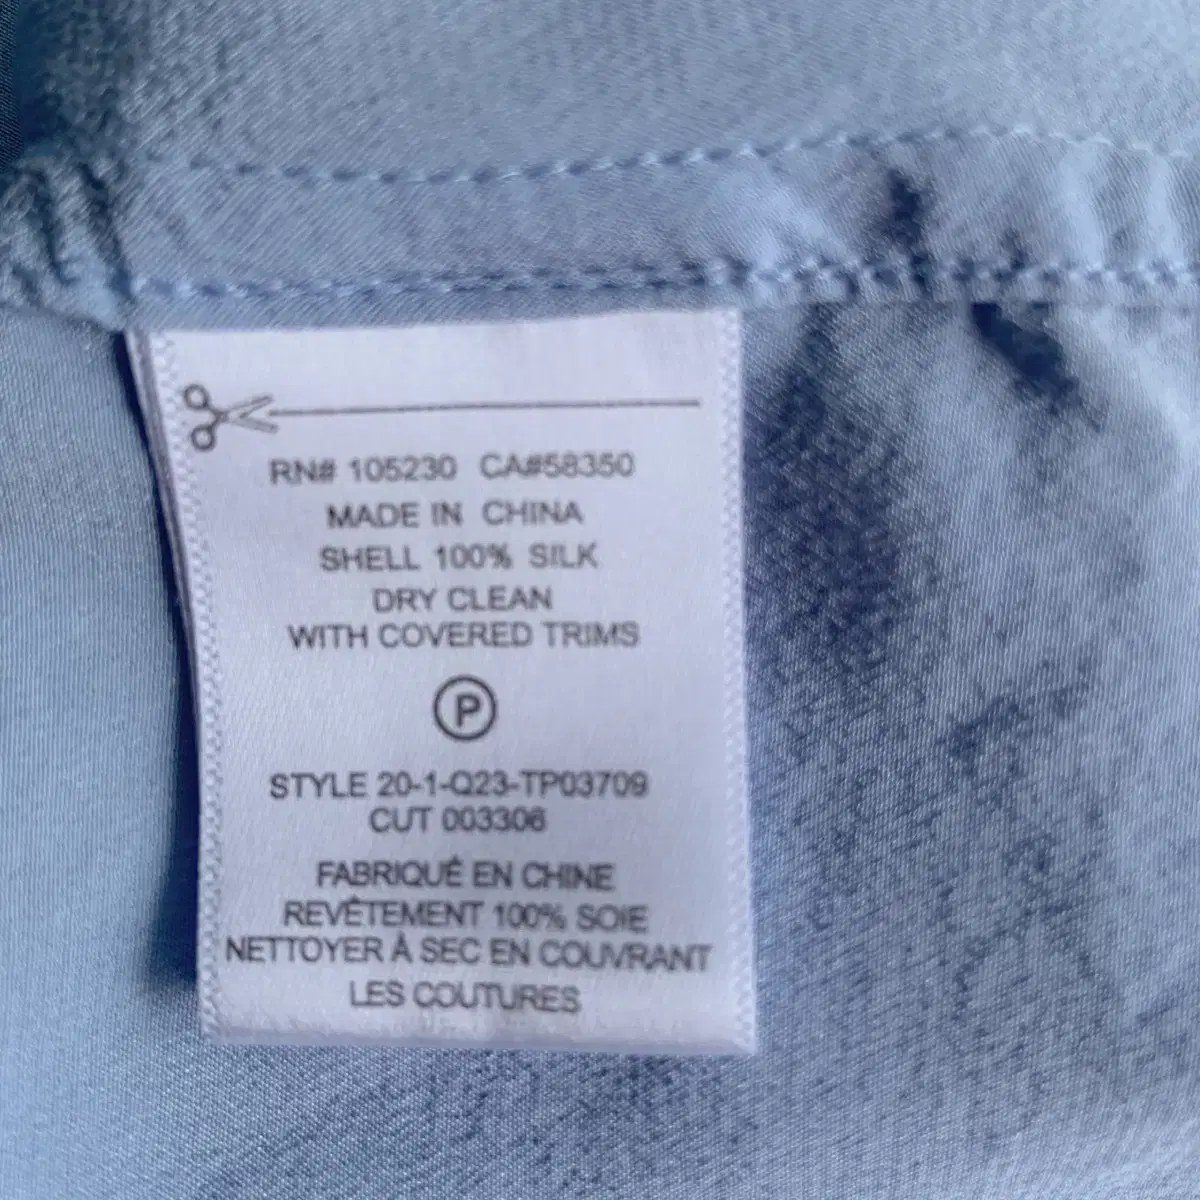 RN# 105230 CA#58350
MADE IN CHINA
SHELL 100% SILK
DRY CLEAN
WITH COVERED TRIMS
P
STYLE 20-1-Q23-TP03709
CUT 003306
FABRIQUÉ EN CHINE
REVÊTEMENT 100% SOIE
NETTOYER À SEC EN COUVRANT
LES COUTURES